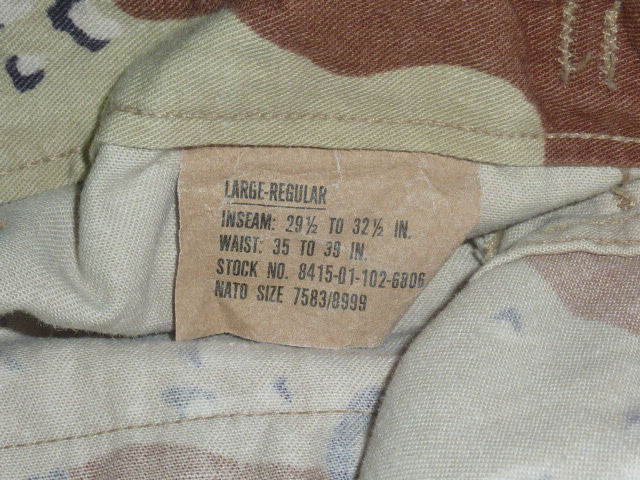 LARGE-REGULAR
INSEAM: 29½ TO 32½ IN.
WAIST: 35 TO 39 IN.
STOCK NO. 8415-01-102-6806
NATO SIZE 7583/8999